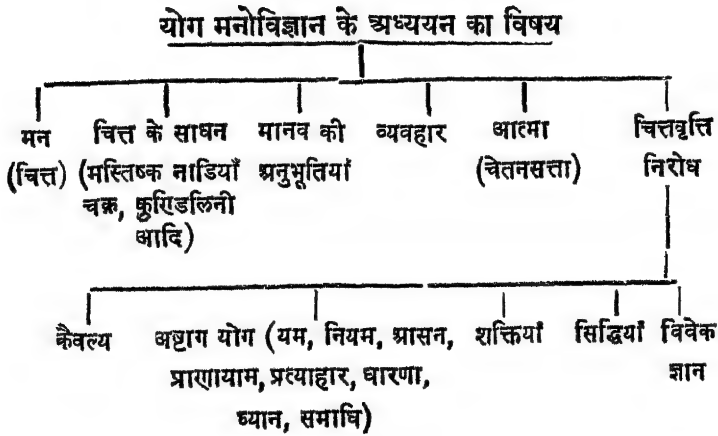 योग मनोविज्ञान के अध्ययन का विषय
मन चित्त के साधन मानव की व्यवहार आत्मा चित्तवृत्ति
(चित्त) (मस्तिष्क नाडियाँ अनुभूतियां (चेतनसत्ता) निरोध
चक्र, कुण्डिलिनी
आदि)
कैवल्य अष्टाग योग (यम, नियम, आसन, शक्तियाँ सिद्धियाँ विवेक
प्राणायाम, प्रत्याहार, धारणा, ज्ञान
ध्यान, समाधि)